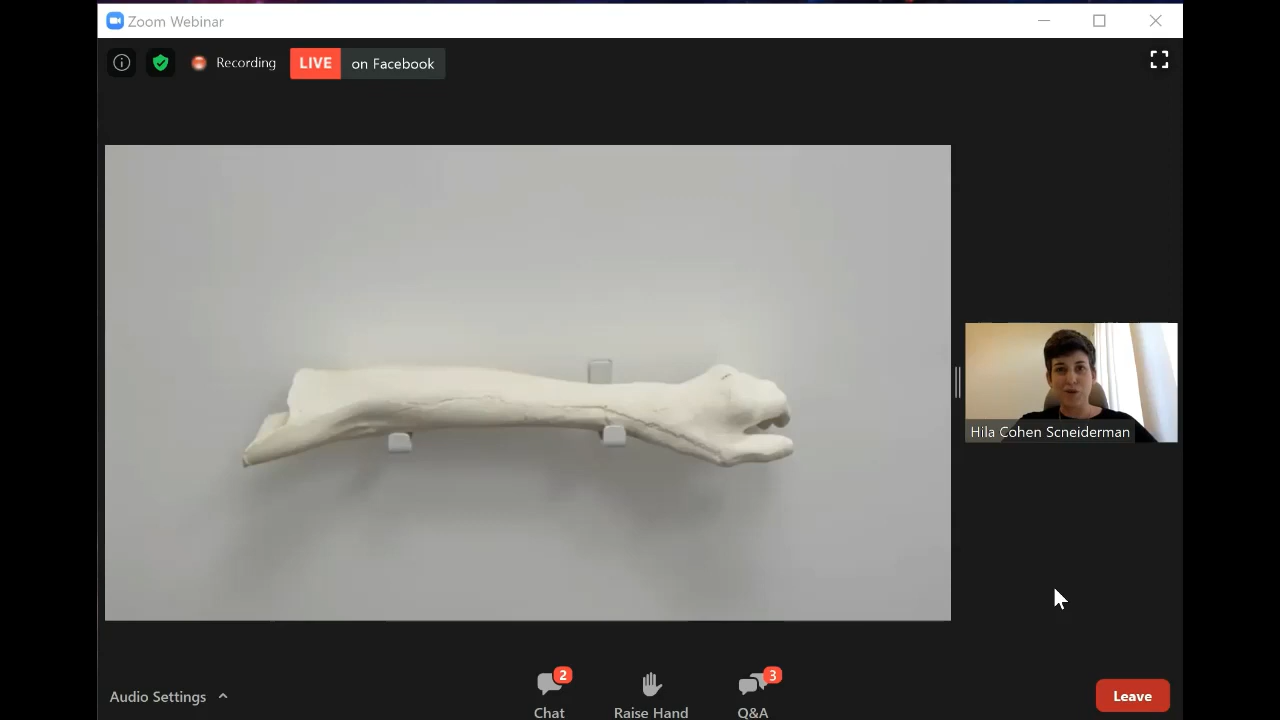 Zoom Webinar
Recording
LIVE
on Facebook
Hila Cohen Scneiderman
Audio Settings
2
Chat
Raise Hand
3
Q&A
Leave